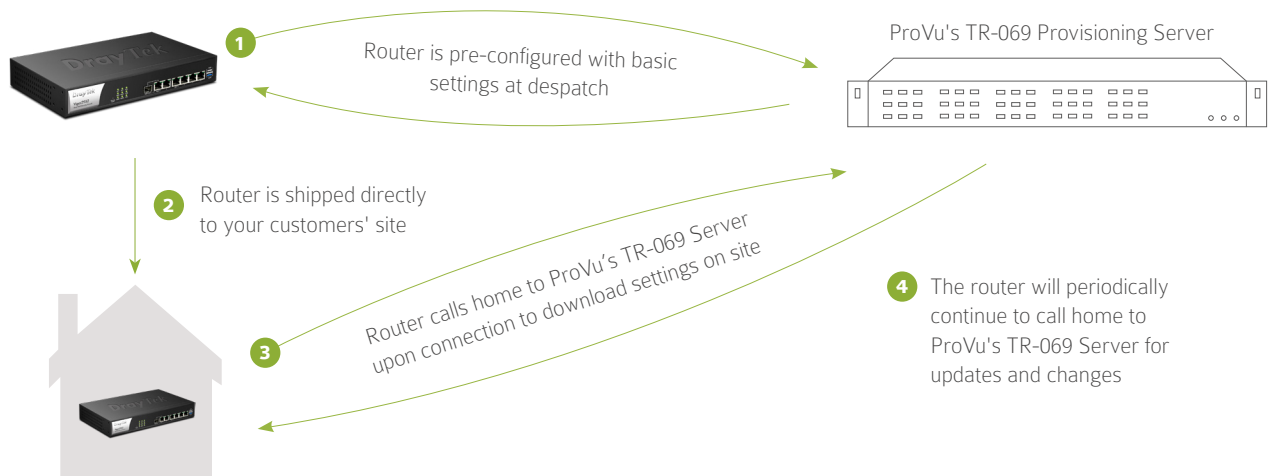 DrayTek
1
Router is pre-configured with basic
settings at despatch
ProVu's TR-069 Provisioning Server
2
Router is shipped directly
to your customers' site
3
Router calls home to ProVu's TR-069 Server
upon connection to download settings on site
4
The router will periodically
continue to call home to
ProVu's TR-069 Server for
updates and changes
DrayTek